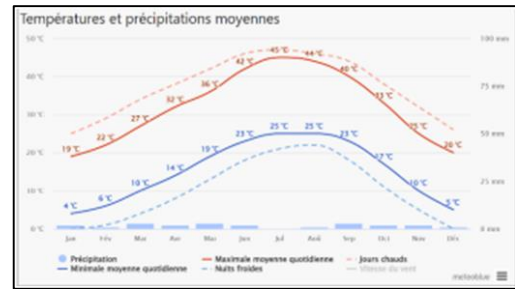 Températures et précipitations moyennes
50 °C
100 mm
40 °C
75 mm
30 °C
50 mm
20 °C
25 mm
10 °C
0 °C
0 mm
19 °C 22 °C 27 °C 32 °C 36 °C 42 °C 45 °C 44 °C 40 °C 33 °C 25 °C 20 °C
4 °C 6 °C 10 °C 14 °C 19 °C 23 °C 25 °C 25 °C 23 °C 17 °C 10 °C 5 °C
Jan Fév Mar Avr Mai Jun Jul Aoû Sep Oct Nov Déc
Précipitation Maximale moyenne quotidienne Jours chauds
Minimale moyenne quotidienne Nuits froides Vitesse du vent
meteoblue